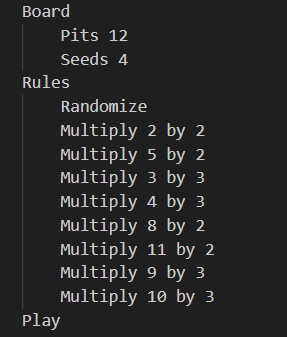 Board
Pits 12
Seeds 4
Rules
Randomize
Multiply 2 by 2
Multiply 5 by 2
Multiply 3 by 3
Multiply 4 by 3
Multiply 8 by 2
Multiply 11 by 2
Multiply 9 by 3
Multiply 10 by 3
Play